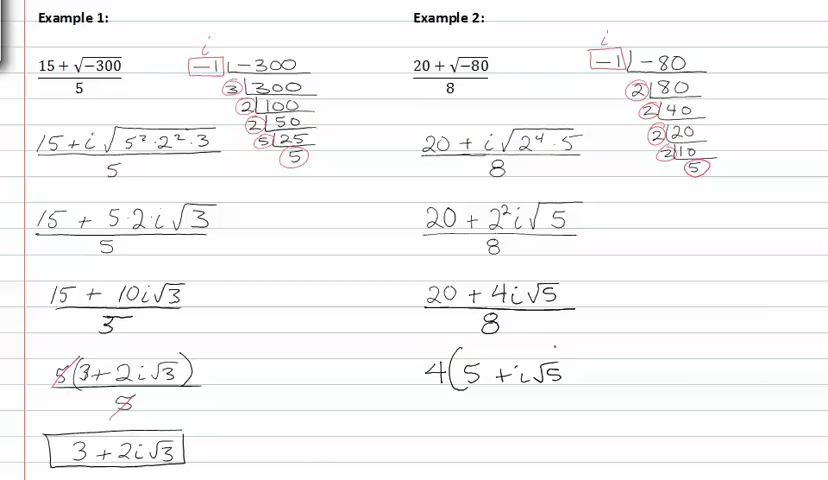 Example 1:
(15 + √−300)/5
i
−1 | −300
3 | 300
2 | 100
2 | 50
5 | 25
5
(15 + i√(5² · 2² · 3))/5
(15 + 5 · 2 · i√3)/5
(15 + 10i√3)/5
5(3 + 2i√3)/5
3 + 2i√3
Example 2:
(20 + √−80)/8
i
−1 | −80
2 | 80
2 | 40
2 | 20
2 | 10
5
(20 + i√(2⁴ · 5))/8
(20 + 2²i√5)/8
(20 + 4i√5)/8
4(5 + i√5